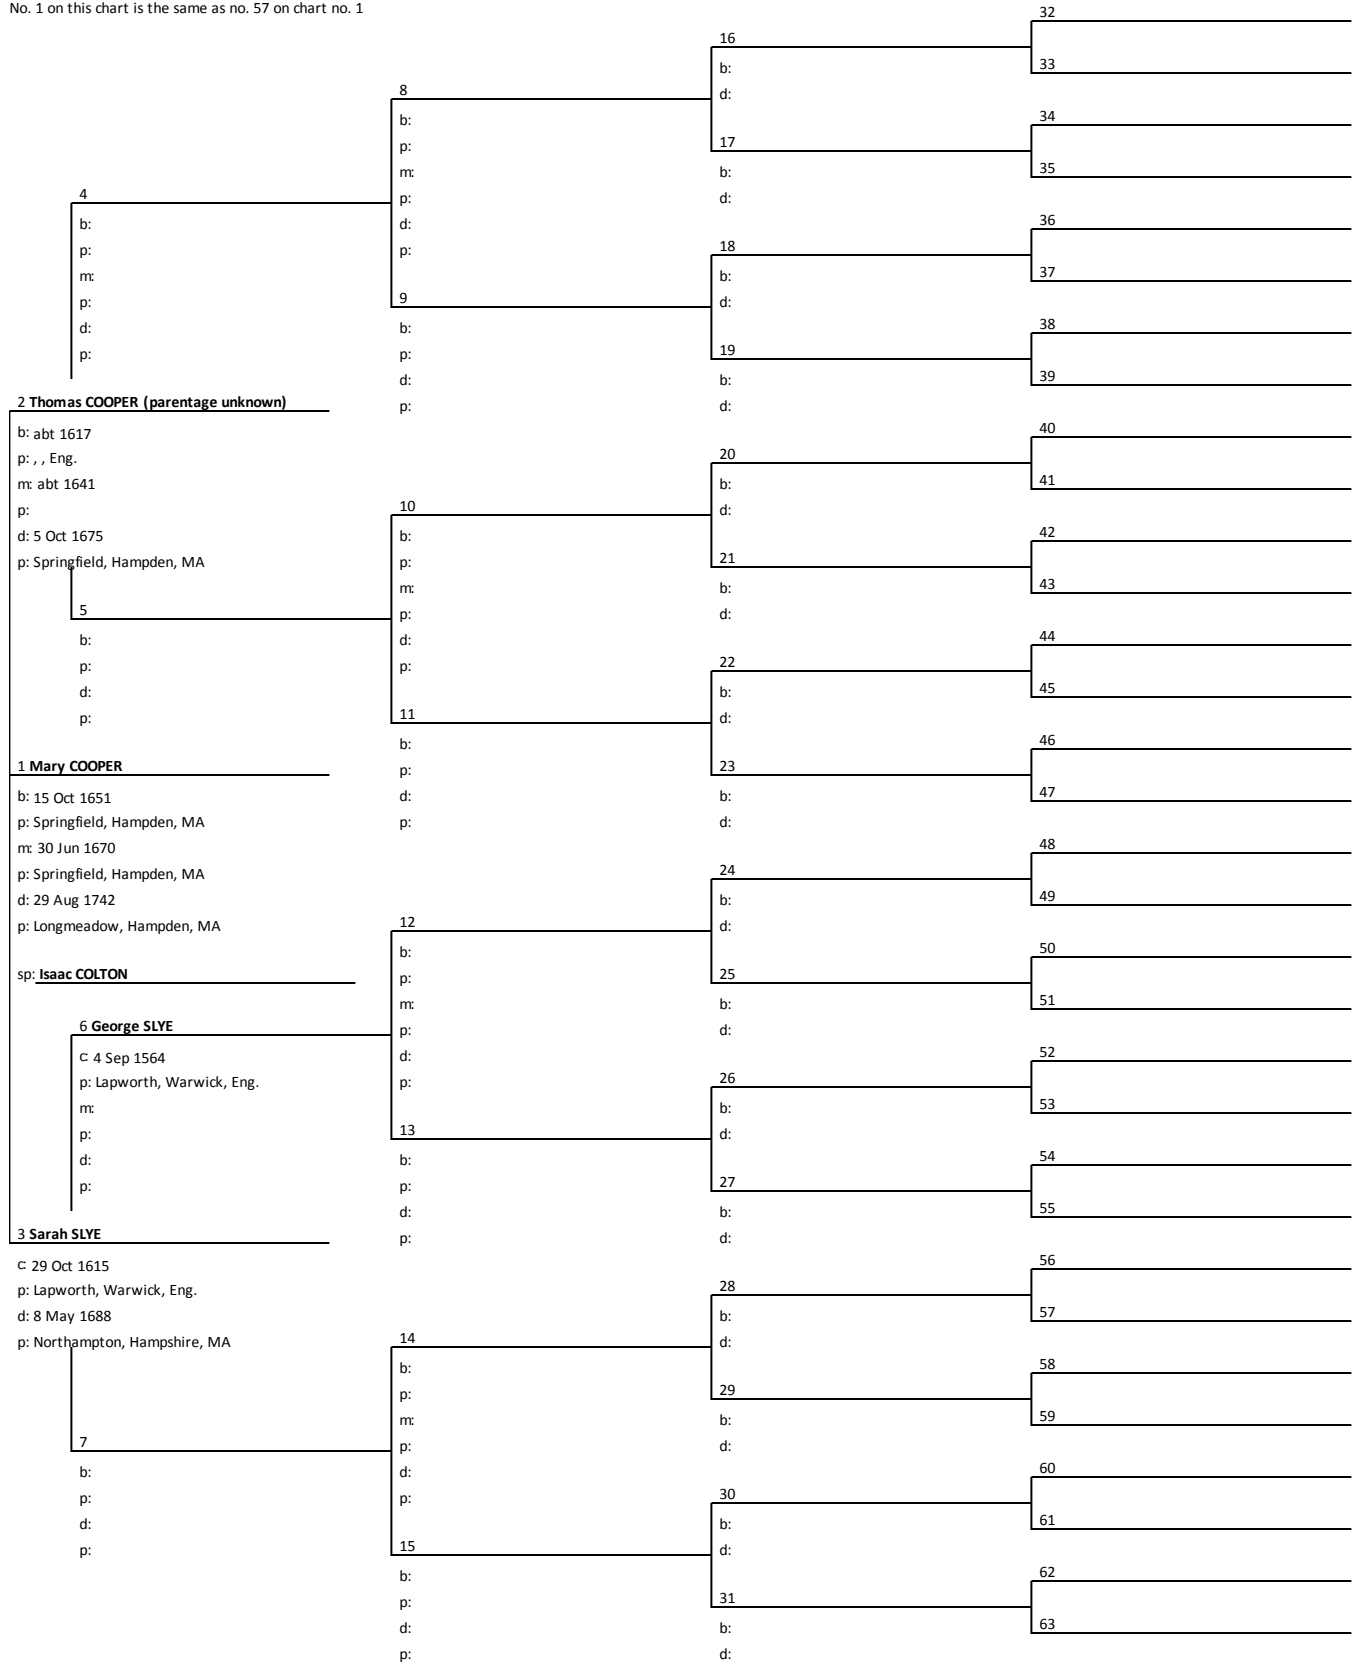 No. 1 on this chart is the same as no. 57 on chart no. 1
4
b:
p:
m:
p:
d:
p:
2 Thomas COOPER (parentage unknown)
b: abt 1617
p: , , Eng.
m: abt 1641
p:
d: 5 Oct 1675
p: Springfield, Hampden, MA
5
b:
p:
d:
p:
1 Mary COOPER
b: 15 Oct 1651
p: Springfield, Hampden, MA
m: 30 Jun 1670
p: Springfield, Hampden, MA
d: 29 Aug 1742
p: Longmeadow, Hampden, MA
sp: Isaac COLTON
6 George SLYE
c: 4 Sep 1564
p: Lapworth, Warwick, Eng.
m:
p:
d:
p:
3 Sarah SLYE
c: 29 Oct 1615
p: Lapworth, Warwick, Eng.
d: 8 May 1688
p: Northampton, Hampshire, MA
7
b:
p:
d:
p:
8
b:
p:
m:
p:
d:
p:
9
b:
p:
d:
p:
10
b:
p:
m:
p:
d:
p:
11
b:
p:
d:
p:
12
b:
p:
m:
p:
d:
p:
13
b:
p:
d:
p:
14
b:
p:
m:
p:
d:
p:
15
b:
p:
d:
p:
16
b:
d:
17
b:
d:
18
b:
d:
19
b:
d:
20
b:
d:
21
b:
d:
22
b:
d:
23
b:
d:
24
b:
d:
25
b:
d:
26
b:
d:
27
b:
d:
28
b:
d:
29
b:
d:
30
b:
d:
31
b:
d:
32
33
34
35
36
37
38
39
40
41
42
43
44
45
46
47
48
49
50
51
52
53
54
55
56
57
58
59
60
61
62
63